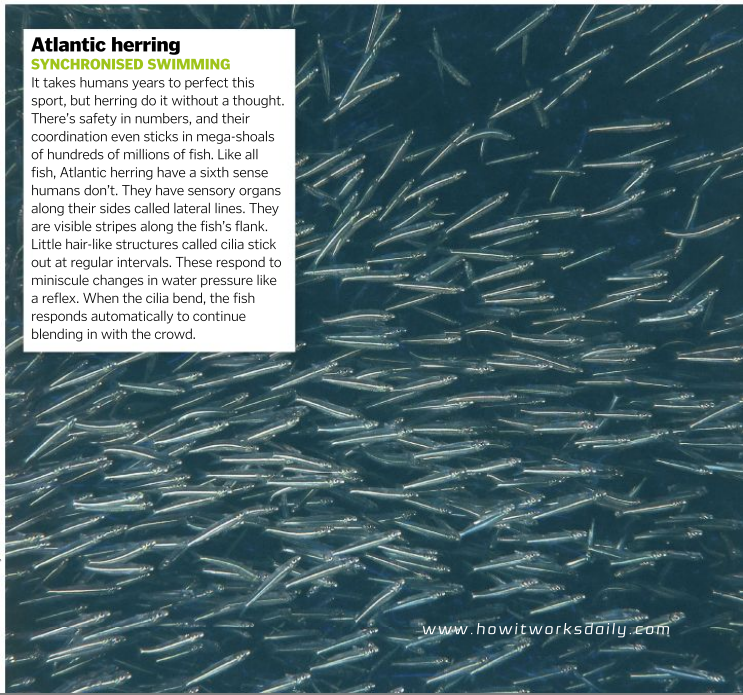 Atlantic herring
SYNCHRONISED SWIMMING
It takes humans years to perfect this
sport, but herring do it without a thought.
There's safety in numbers, and their
coordination even sticks in mega-shoals
of hundreds of millions of fish. Like all
fish, Atlantic herring have a sixth sense
humans don't. They have sensory organs
along their sides called lateral lines. They
are visible stripes along the fish's flank.
Little hair-like structures called cilia stick
out at regular intervals. These respond to
miniscule changes in water pressure like
a reflex. When the cilia bend, the fish
responds automatically to continue
blending in with the crowd.
www.howitworksdaily.com